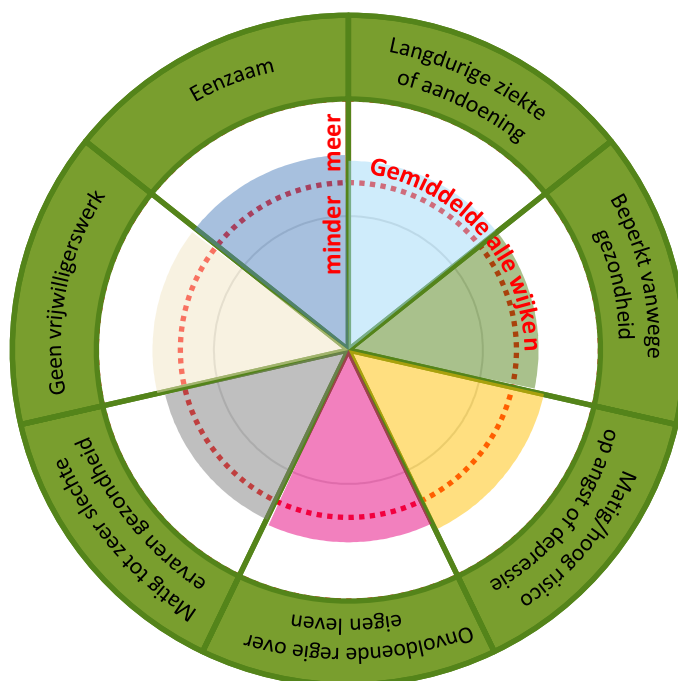 Langdurige ziekte
of aandoening
Beperkt vanwege
gezondheid
Matig/hoog risico
op angst of depressie
Onvoldoende regie over
eigen leven
Matig tot zeer slechte
ervaren gezondheid
Geen vrijwilligerswerk
Eenzaam
meer
minder
Gemiddelde alle wijken